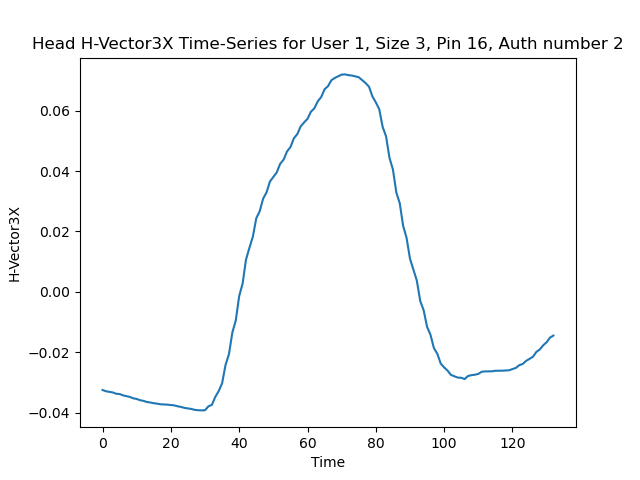 Head H-Vector3X Time-Series for User 1, Size 3, Pin 16, Auth number 2
H-Vector3X
0.06
0.04
0.02
0.00
−0.02
−0.04
0 20 40 60 80 100 120
Time